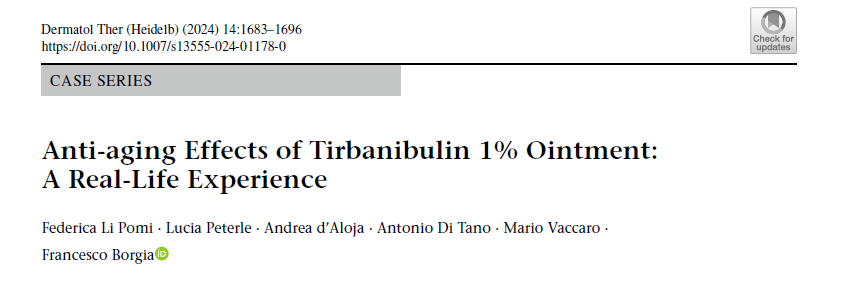 Dermatol Ther (Heidelb) (2024) 14:1683–1696
https://doi.org/10.1007/s13555-024-01178-0
Check for
updates
CASE SERIES
Anti-aging Effects of Tirbanibulin 1% Ointment:
A Real-Life Experience
Federica Li Pomi · Lucia Peterle · Andrea d’Aloja · Antonio Di Tano · Mario Vaccaro ·
Francesco Borgia iD